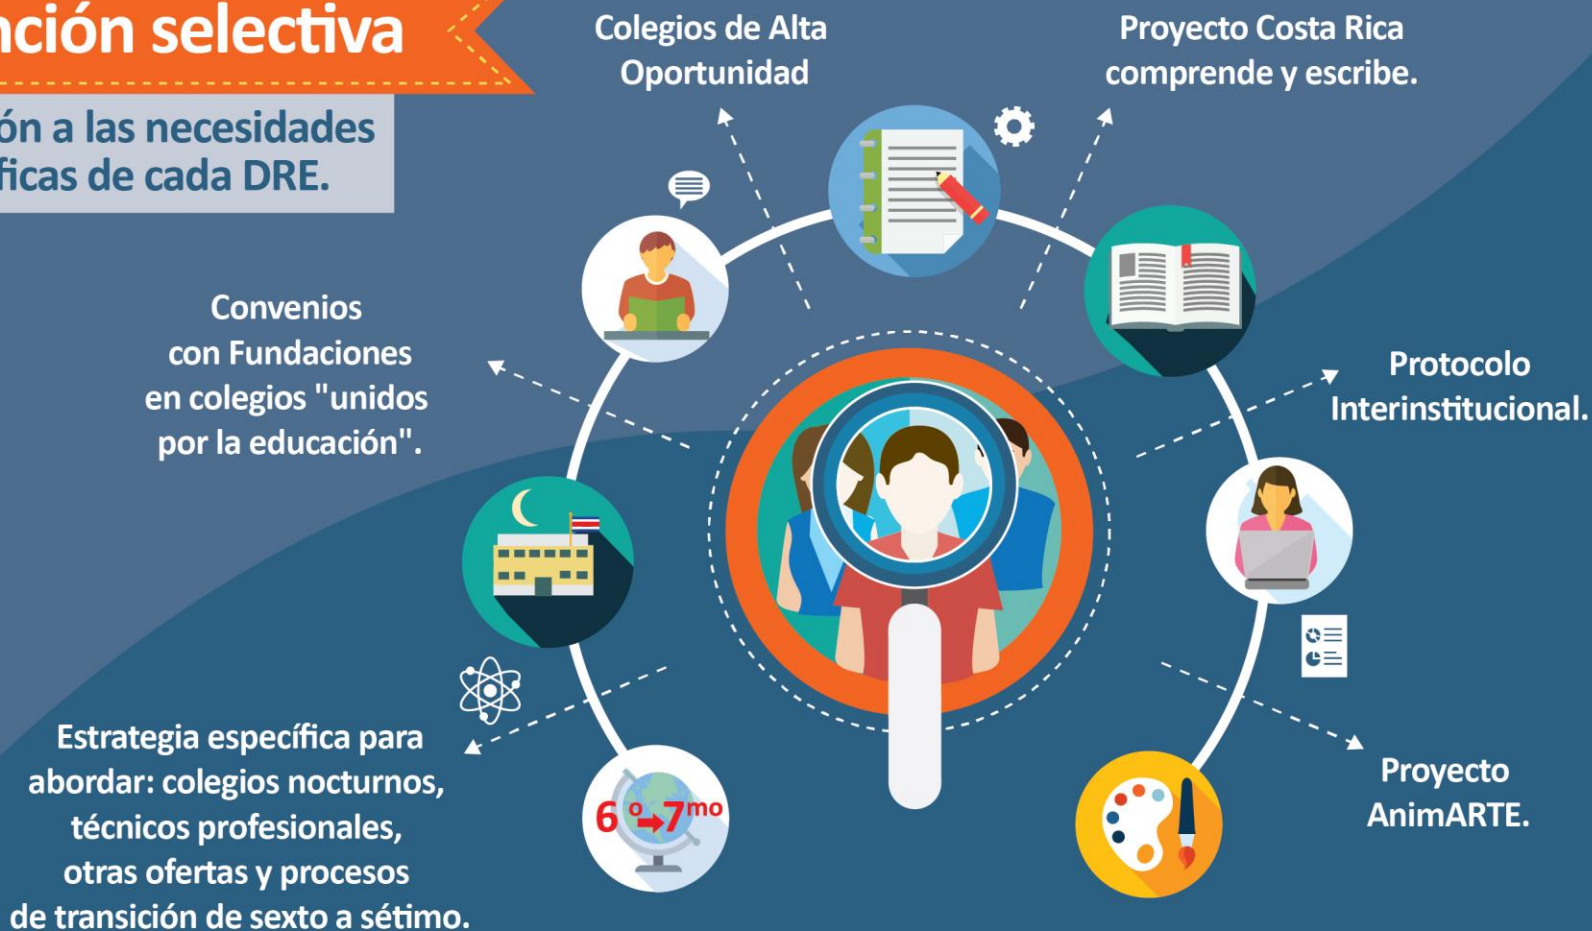 nción selectiva
ón a las necesidades
ficas de cada DRE.
Colegios de Alta
Oportunidad
Proyecto Costa Rica
comprende y escribe.
Convenios
con Fundaciones
en colegios "unidos
por la educación".
Protocolo
Interinstitucional.
Estrategia específica para
abordar: colegios nocturnos,
técnicos profesionales,
otras ofertas y procesos
de transición de sexto a sétimo.
6 º 7mo
Proyecto
AnimARTE.